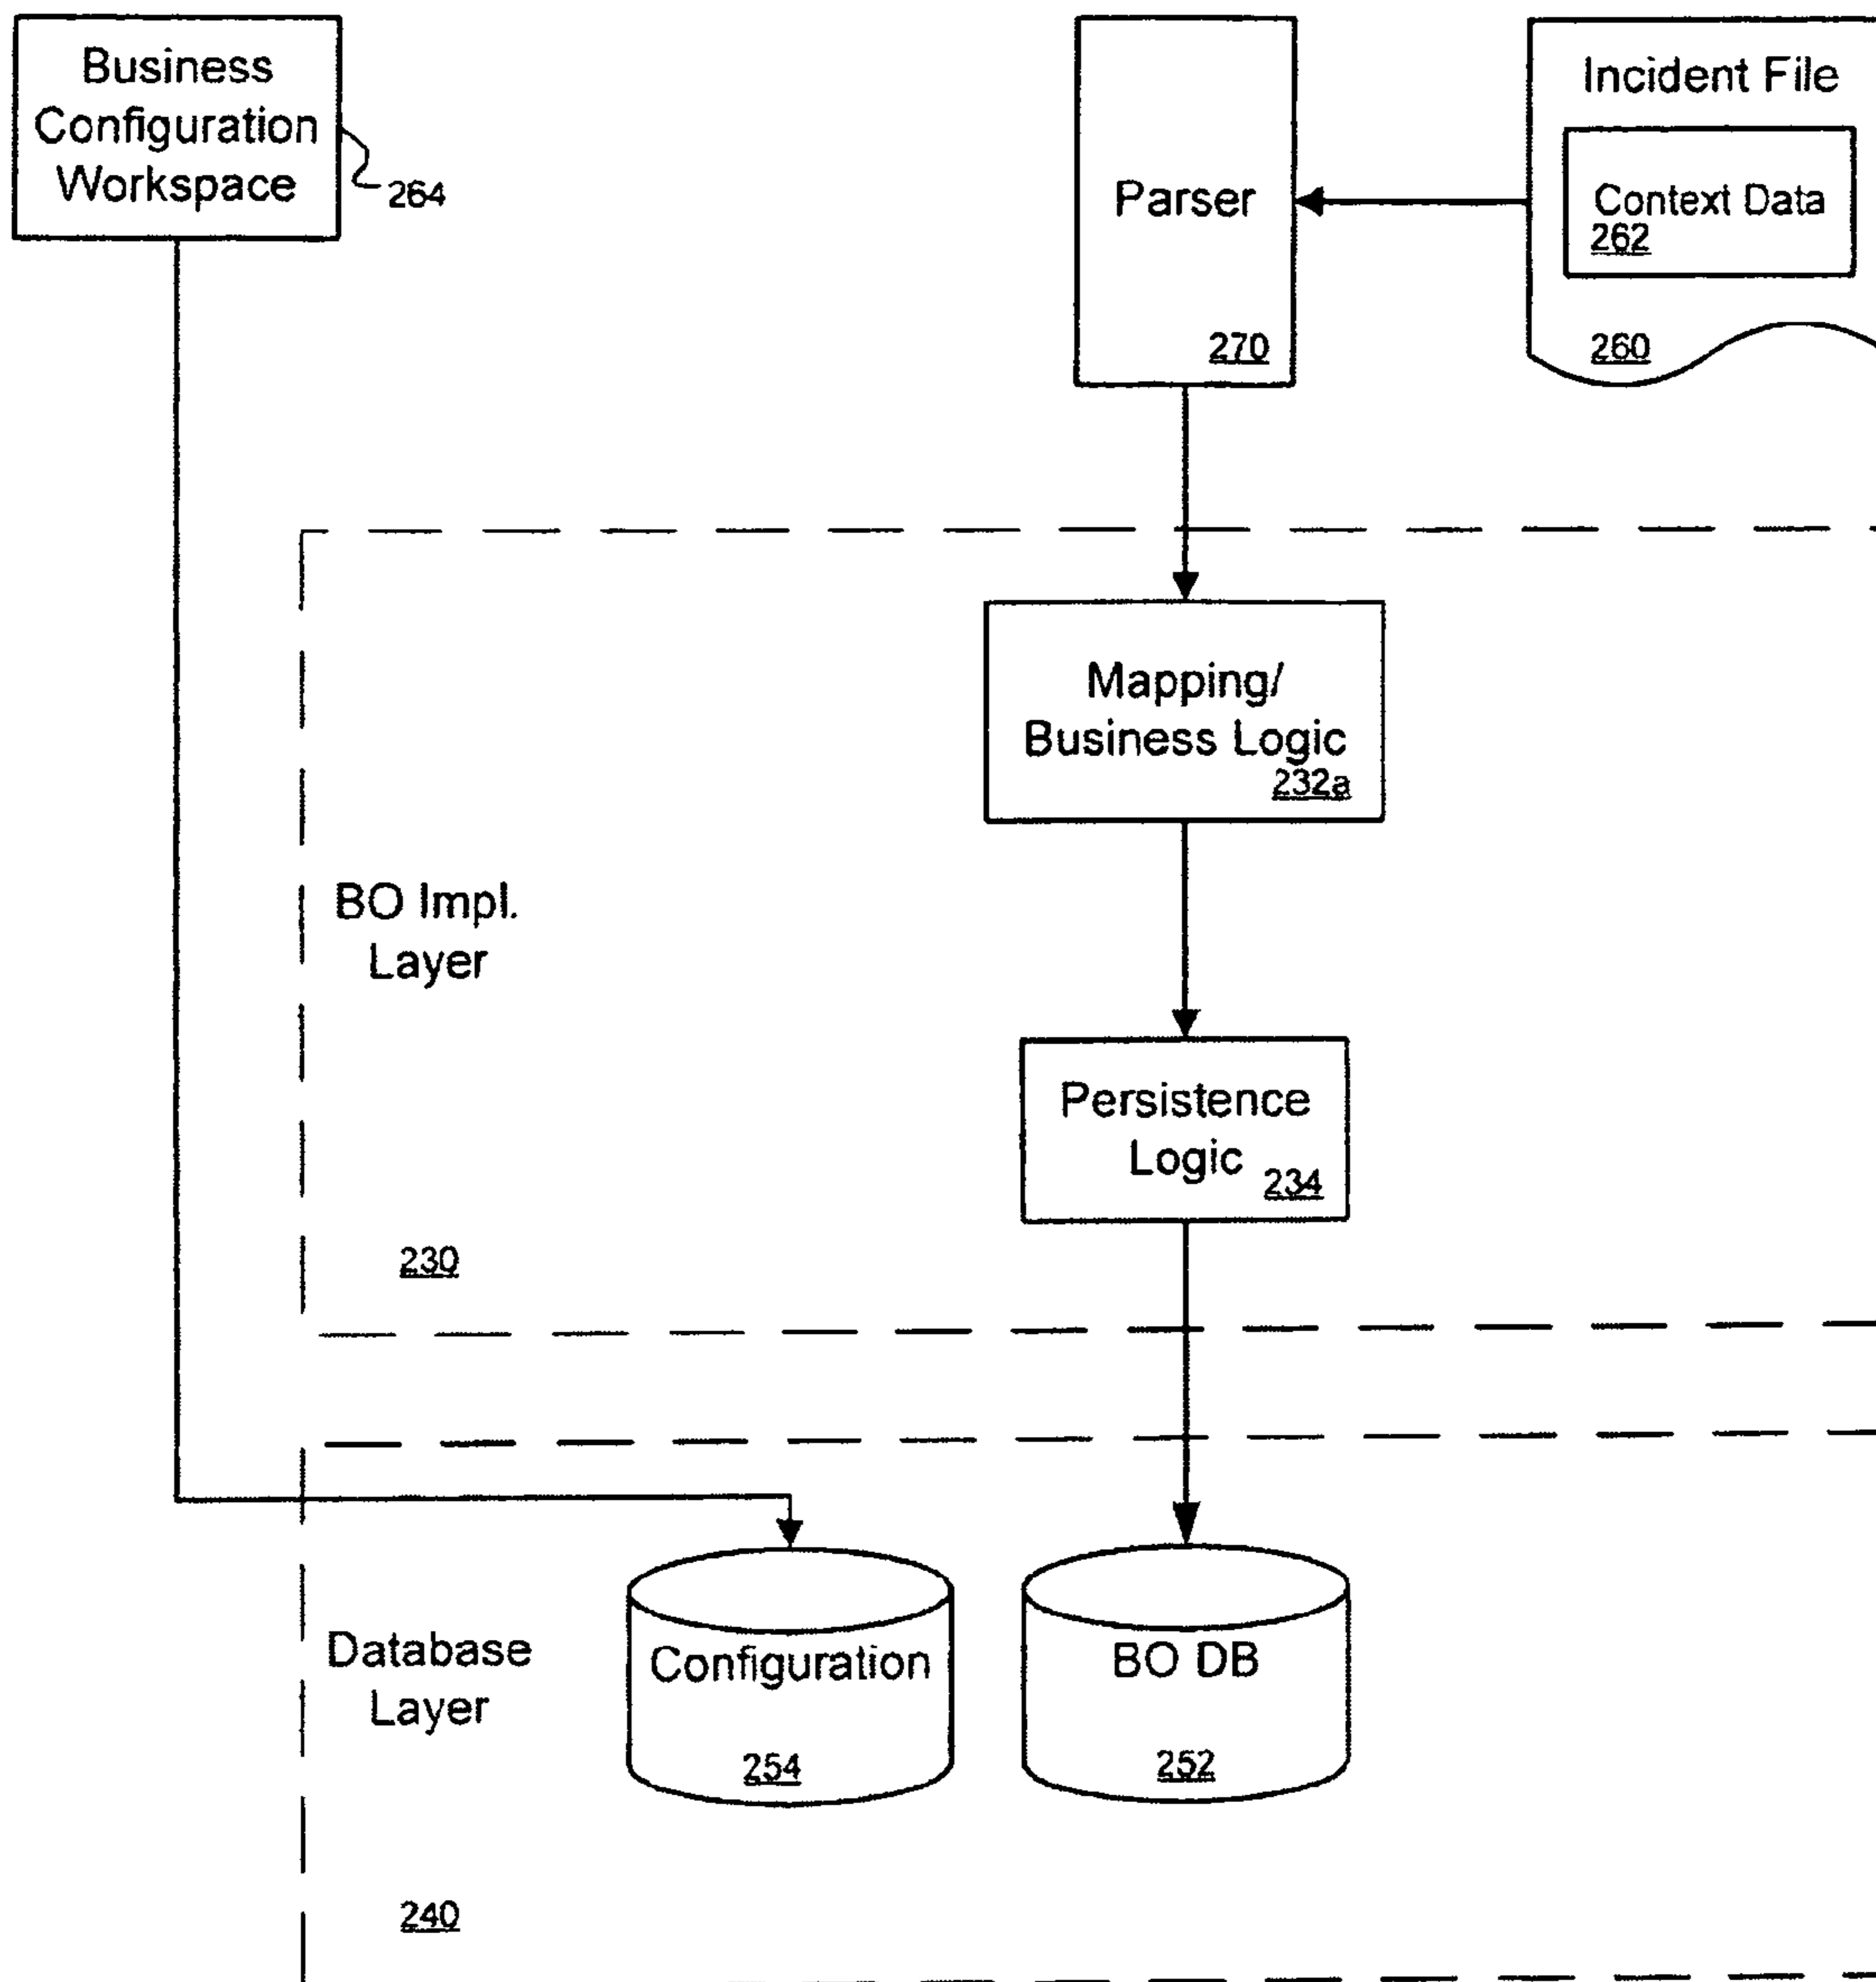 Business
Configuration
Workspace
264
Parser
270
Incident File
Context Data
262
260
Mapping/
Business Logic
232a
BO Impl.
Layer
Persistence
Logic
234
230
Database
Layer
Configuration
254
BO DB
252
240